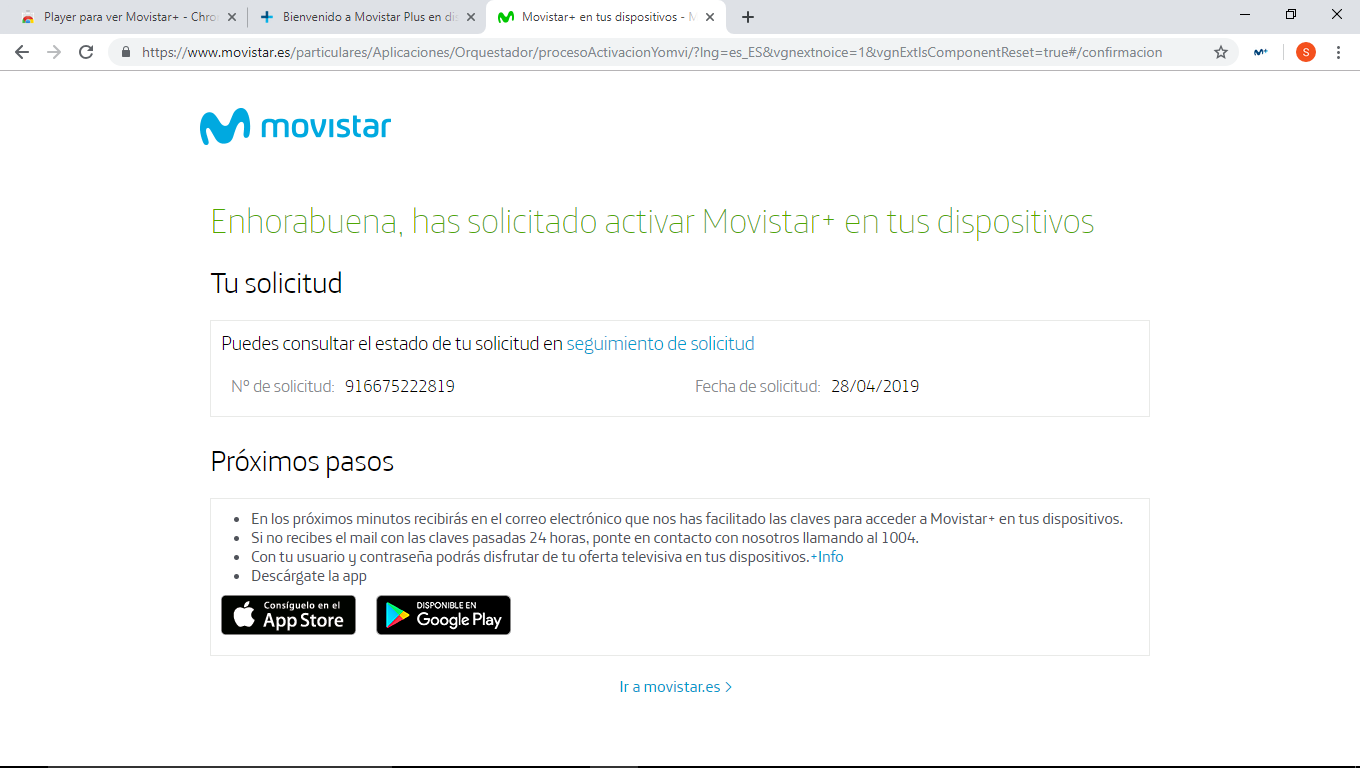 Player para ver Movistar+ - Chro
Bienvenido a Movistar Plus en dis
Movistar+ en tus dispositivos - M
https://www.movistar.es/particulares/Aplicaciones/Orquestador/procesoActivacionYomvi/?lng=es_ES&vgnextnoice=1&vgnExtIsComponentReset=true#/confirmacion
M+
S
movistar
Enhorabuena, has solicitado activar Movistar+ en tus dispositivos
Tu solicitud
Puedes consultar el estado de tu solicitud en seguimiento de solicitud
Nº de solicitud: 916675222819 Fecha de solicitud: 28/04/2019
Próximos pasos
En los próximos minutos recibirás en el correo electrónico que nos has facilitado las claves para acceder a Movistar+ en tus dispositivos.
Si no recibes el mail con las claves pasadas 24 horas, ponte en contacto con nosotros llamando al 1004.
Con tu usuario y contraseña podrás disfrutar de tu oferta televisiva en tus dispositivos.+Info
Descárgate la app
Consíguelo en el
App Store
DISPONIBLE EN
Google Play
Ir a movistar.es >